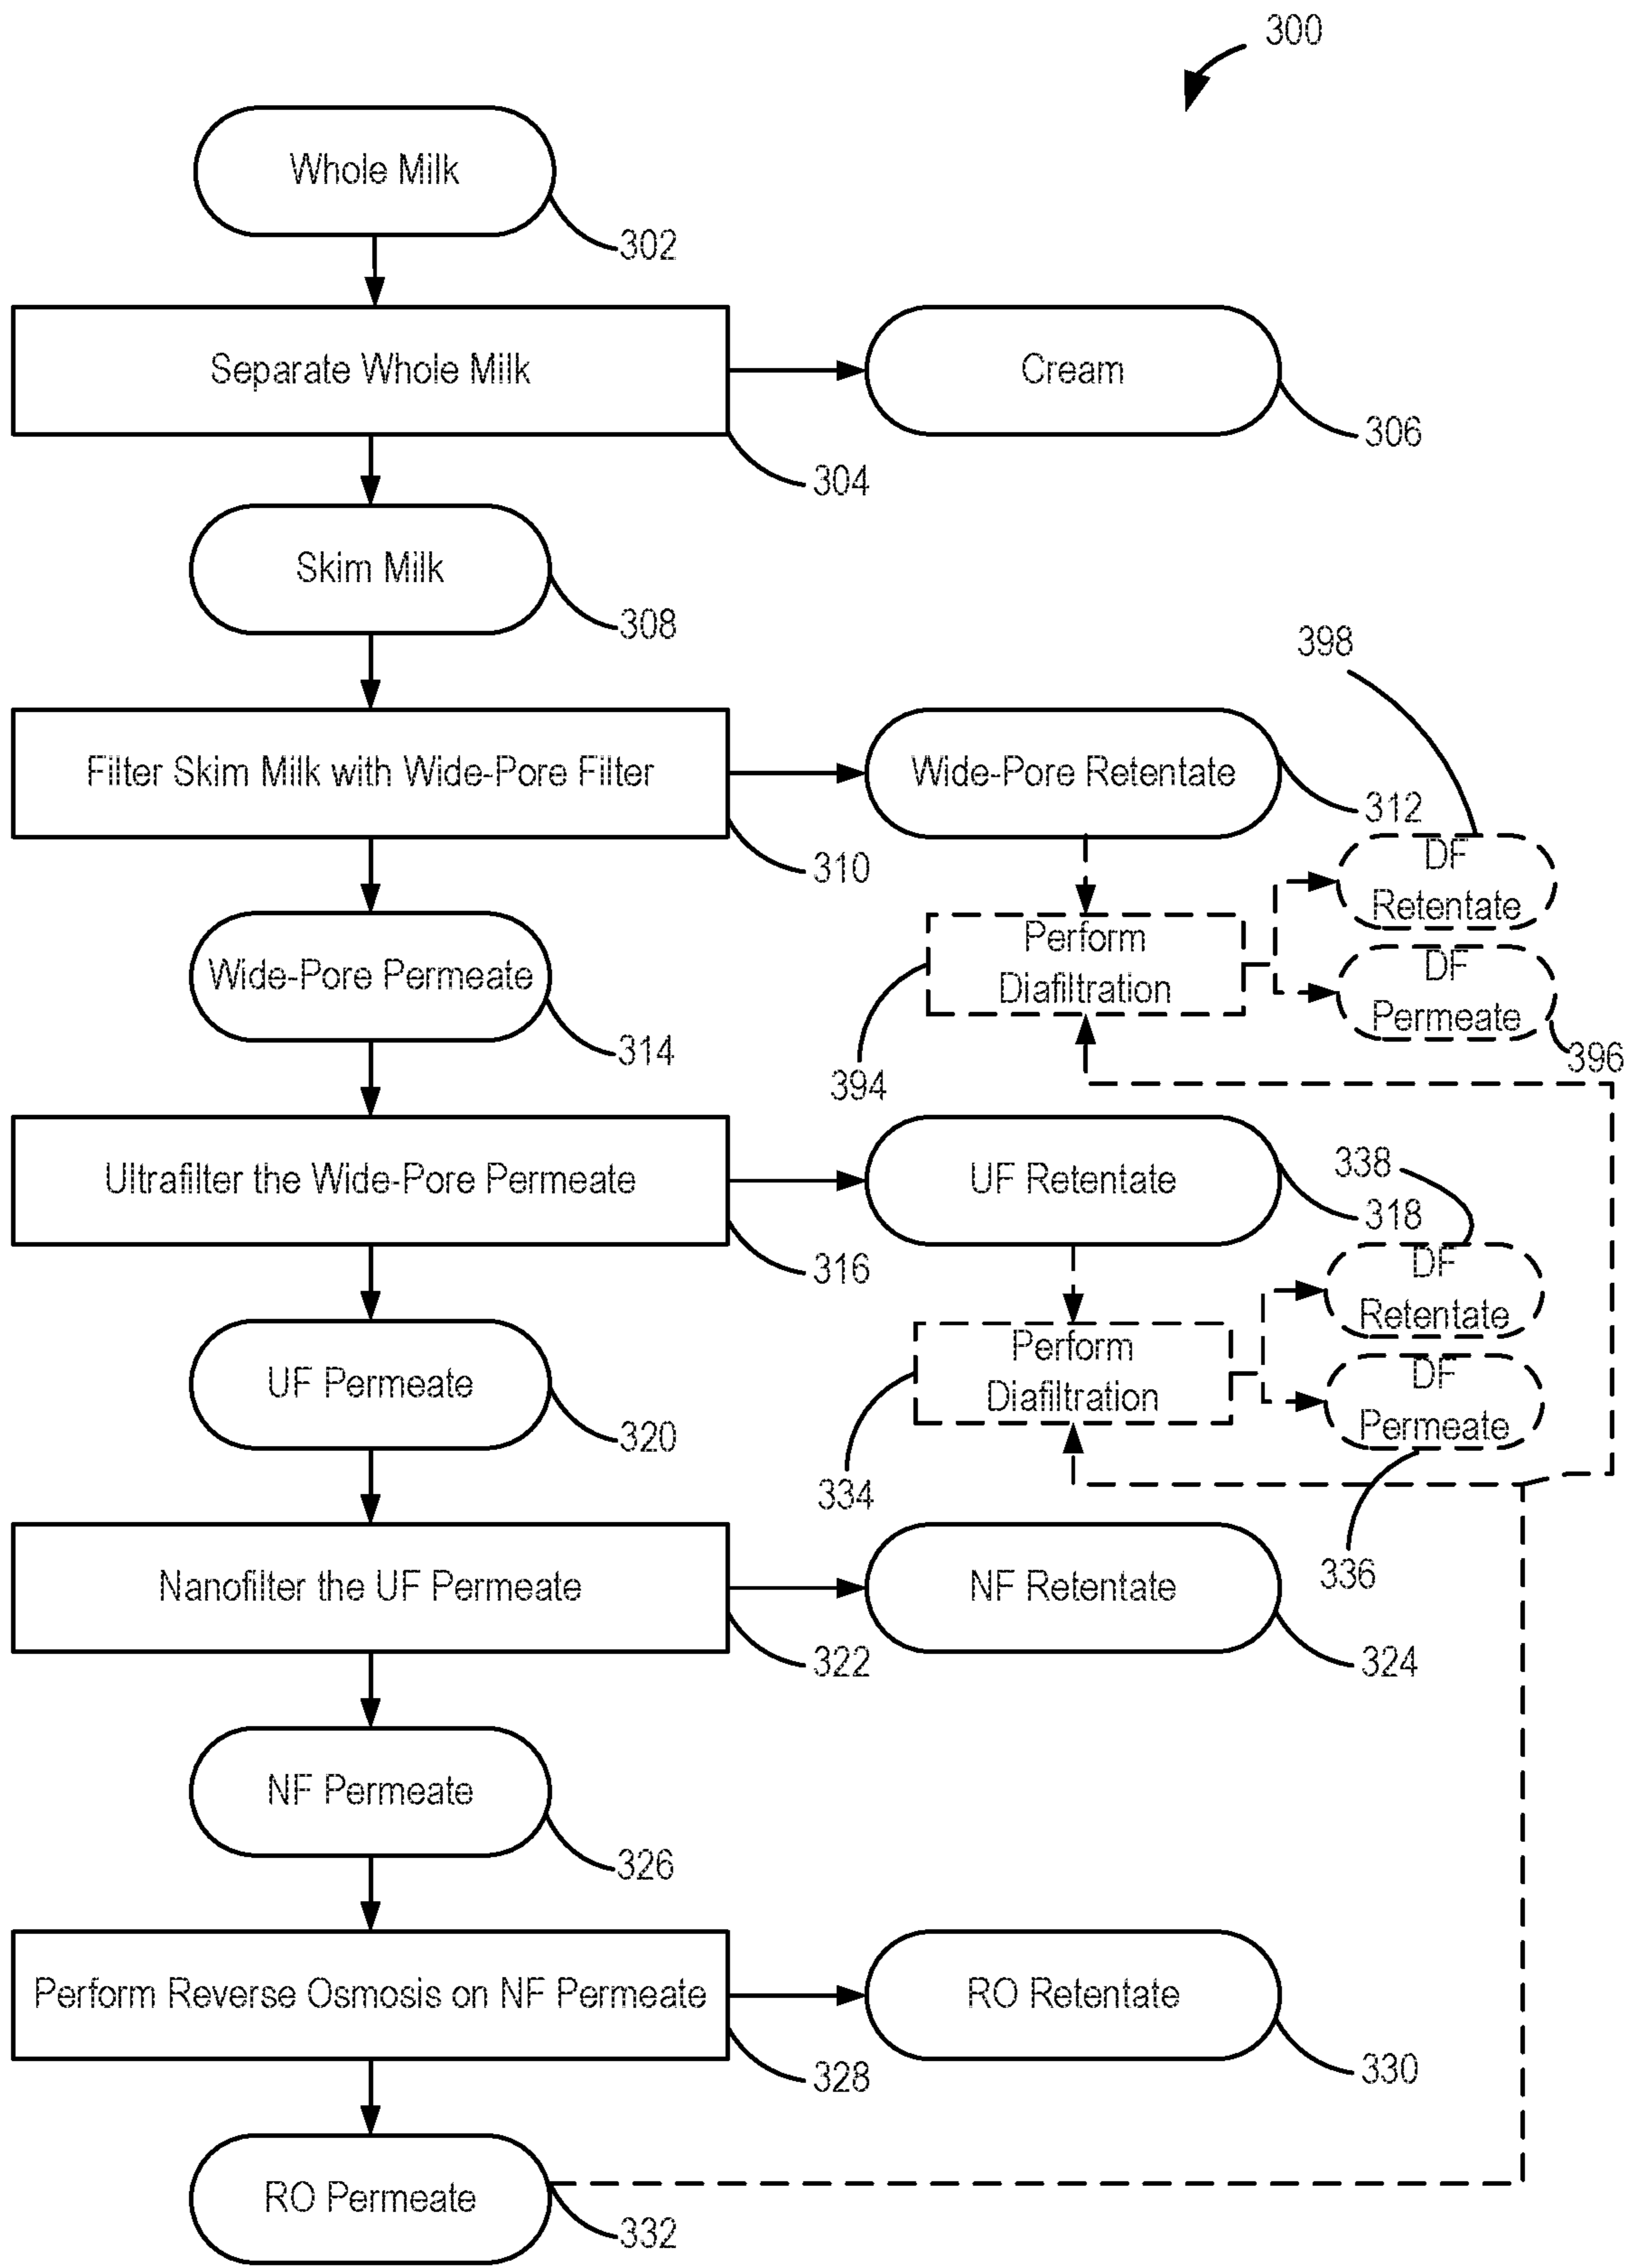 300
Whole Milk
302
Separate Whole Milk
Cream
306
304
Skim Milk
308
398
Filter Skim Milk with Wide-Pore Filter
Wide-Pore Retentate
312
310
DF
Retentate
Perform
Diafiltration
DF
Permeate
396
394
Wide-Pore Permeate
314
Ultrafilter the Wide-Pore Permeate
UF Retentate
338
318
316
DF
Retentate
Perform
Diafiltration
DF
Permeate
334
336
UF Permeate
320
Nanofilter the UF Permeate
NF Retentate
322
324
NF Permeate
326
Perform Reverse Osmosis on NF Permeate
RO Retentate
328
330
RO Permeate
332